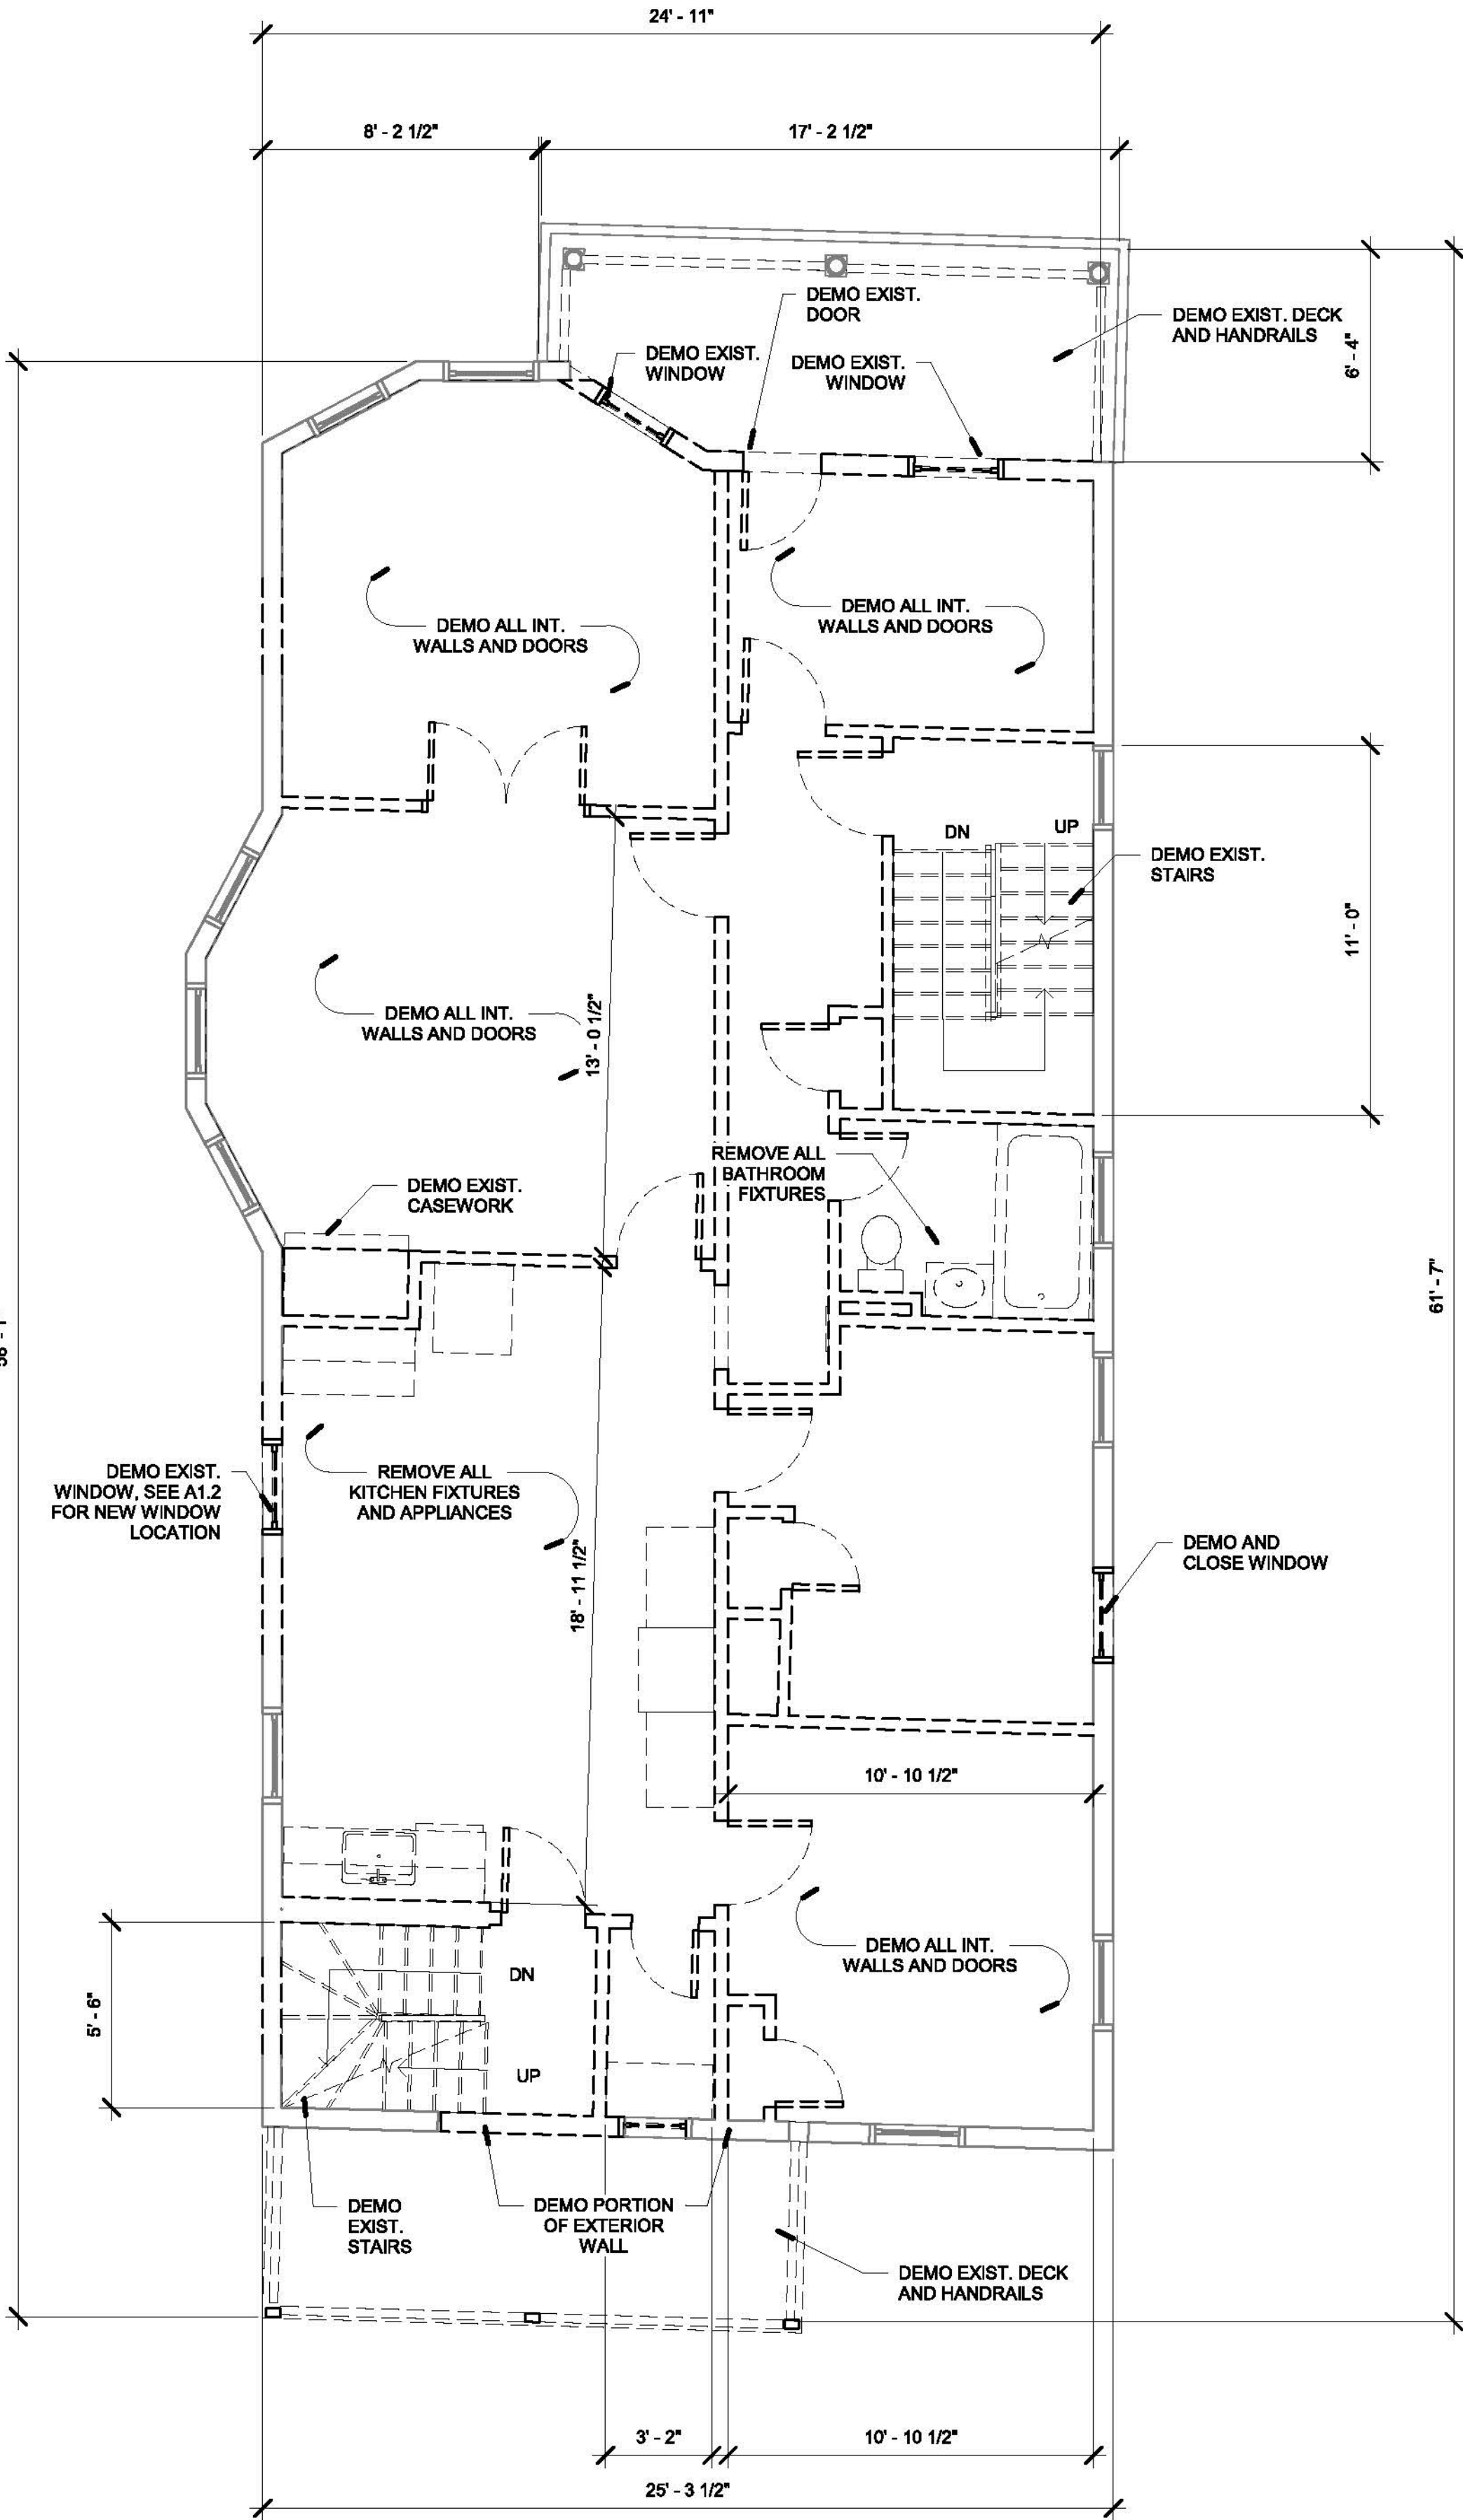 24' - 11"
8' - 2 1/2"
17' - 2 1/2"
DEMO EXIST.
DOOR
DEMO EXIST. DECK
AND HANDRAILS
6' - 4"
DEMO EXIST.
WINDOW
DEMO EXIST.
WINDOW
DEMO ALL INT.
WALLS AND DOORS
DEMO ALL INT.
WALLS AND DOORS
DN
UP
DEMO EXIST.
STAIRS
11' - 0"
DEMO ALL INT.
WALLS AND DOORS
13' - 0 1/2"
REMOVE ALL
BATHROOM
FIXTURES
DEMO EXIST.
CASEWORK
61' - 7"
DEMO EXIST.
WINDOW, SEE A1.2
FOR NEW WINDOW
LOCATION
REMOVE ALL
KITCHEN FIXTURES
AND APPLIANCES
18' - 11 1/2"
DEMO AND
CLOSE WINDOW
10' - 10 1/2"
DEMO ALL INT.
WALLS AND DOORS
DN
5' - 6"
UP
DEMO
EXIST.
STAIRS
DEMO PORTION
OF EXTERIOR
WALL
DEMO EXIST. DECK
AND HANDRAILS
3' - 2"
10' - 10 1/2"
25' - 3 1/2"